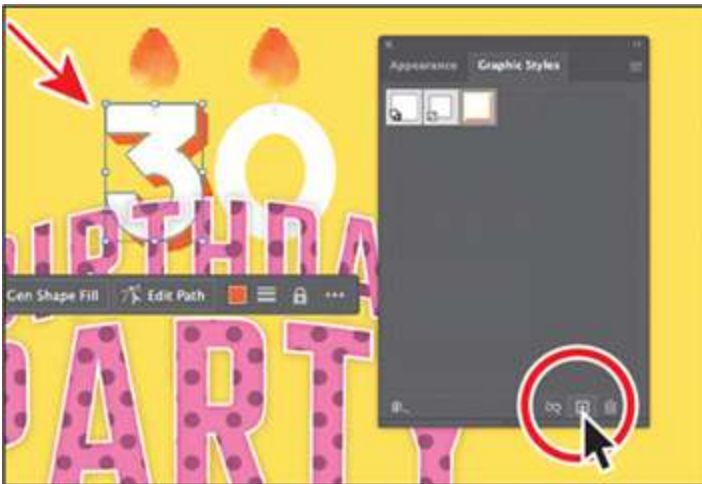 Appearance Graphic Styles
30
BIRTHDA
Gen Shape Fill Edit Path
PARTY